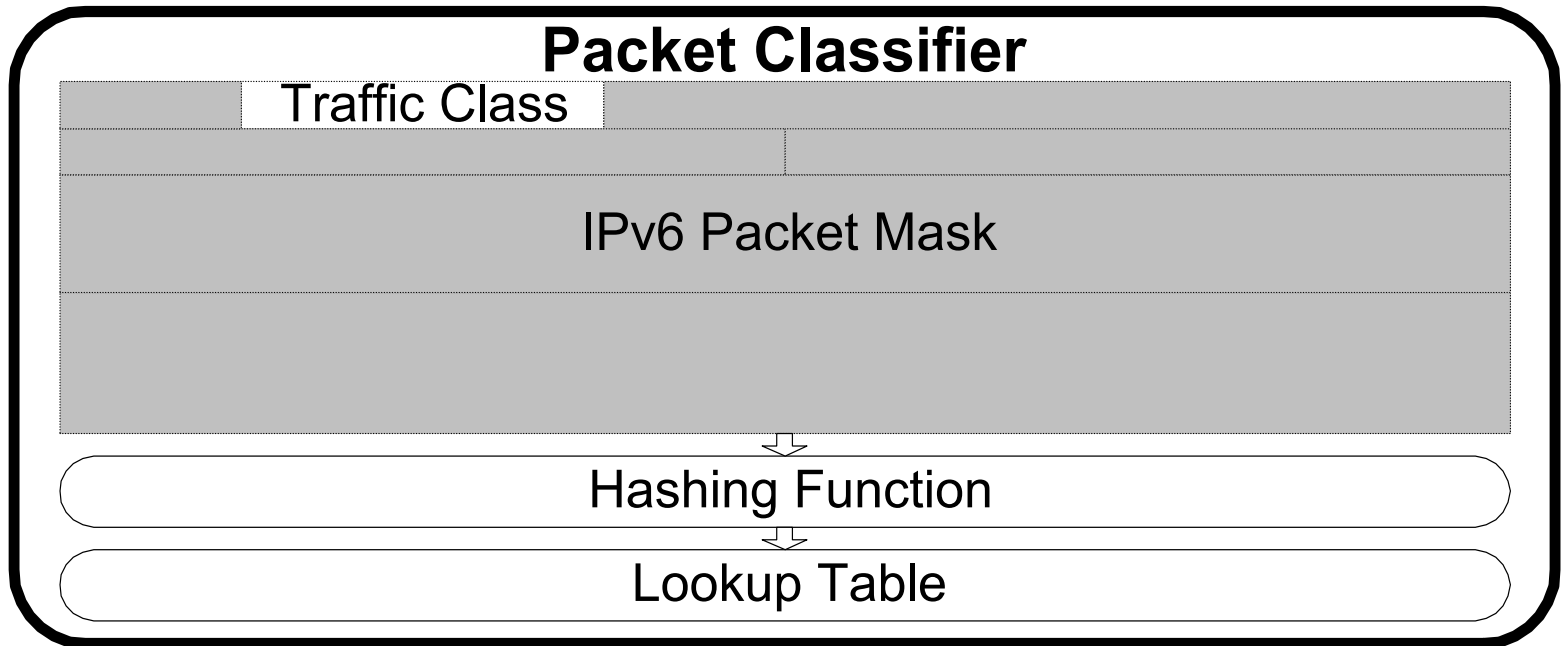 Packet Classifier
Traffic Class
IPv6 Packet Mask
Hashing Function
Lookup Table